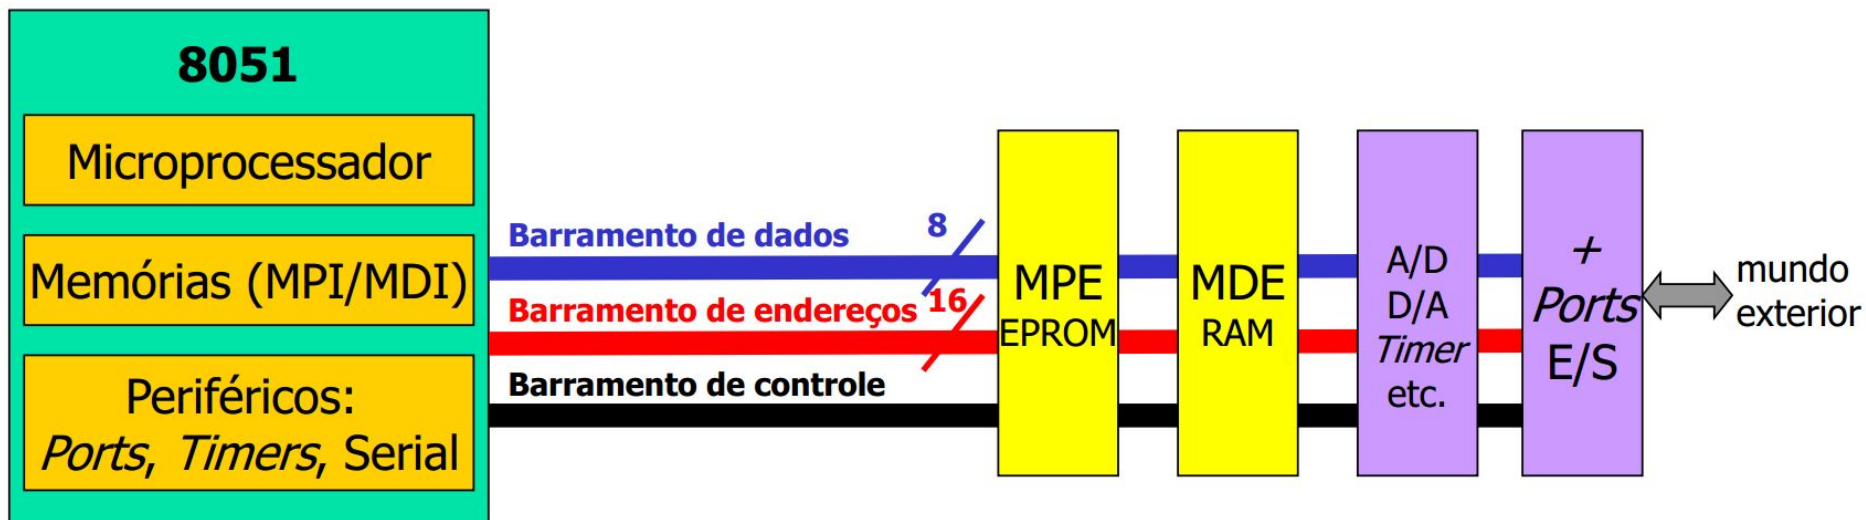 8051
Microprocessador
Memórias (MPI/MDI)
Periféricos:
Ports, Timers, Serial
Barramento de dados
8
Barramento de endereços
16
Barramento de controle
MPE
EPROM
MDE
RAM
A/D
D/A
Timer
etc.
+
Ports
E/S
mundo
exterior